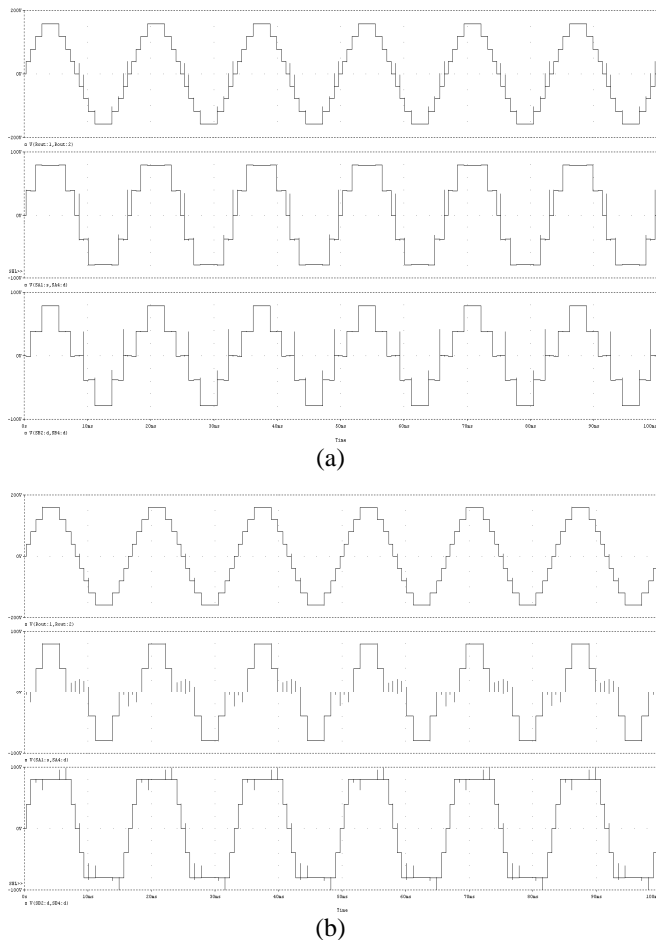 200V
0V
-200V
□ V(Rout:1,Rout:2)
100V
0V
SEL>>
-100V
□ V(SA1:s,SA4:d)
100V
0V
-100V
0s 10ms 20ms 30ms 40ms 50ms 60ms 70ms 80ms 90ms 100ms
□ V(SB2:d,SB4:d)
Time
(a)
200V
0V
-200V
□ V(Rout:1,Rout:2)
100V
0V
-100V
□ V(SA1:s,SA4:d)
100V
0V
SEL>>
-100V
0s 10ms 20ms 30ms 40ms 50ms 60ms 70ms 80ms 90ms
□ V(SB2:d,SB4:d)
Time
(b)